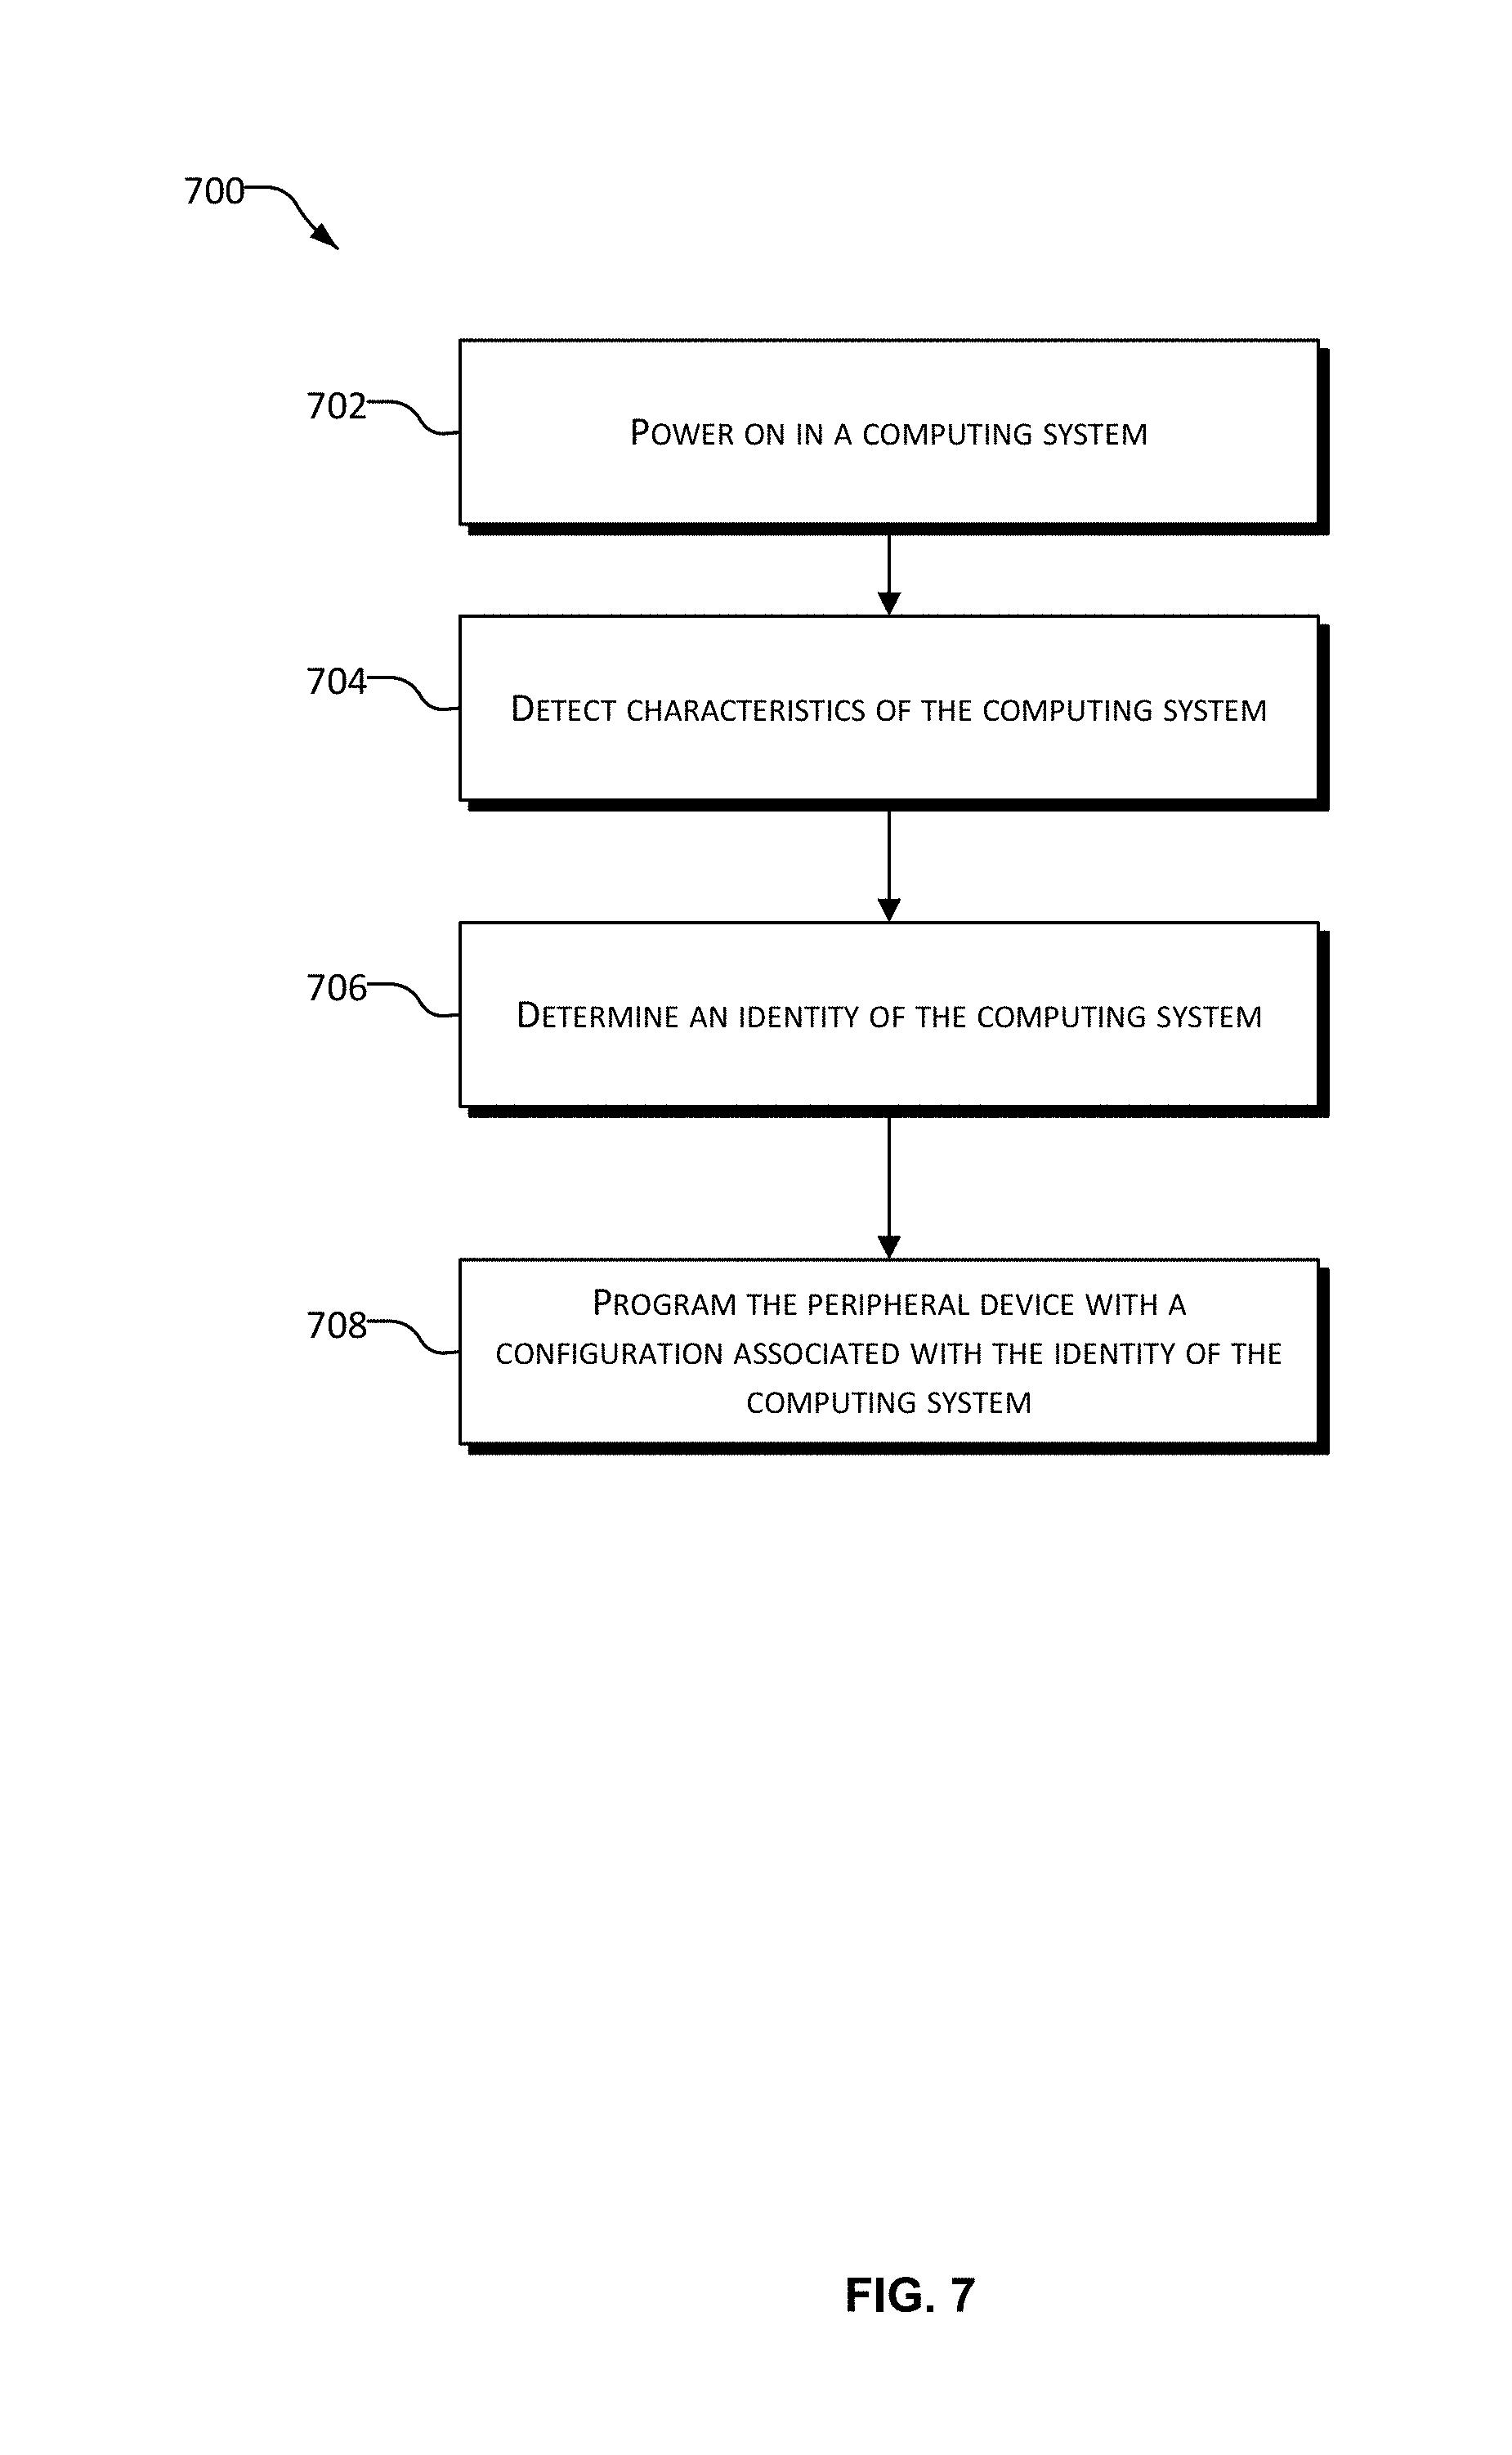 700
702
Power on in a computing system
704
Detect characteristics of the computing system
706
Determine an identity of the computing system
708
Program the peripheral device with a
configuration associated with the identity of the
computing system
FIG. 7